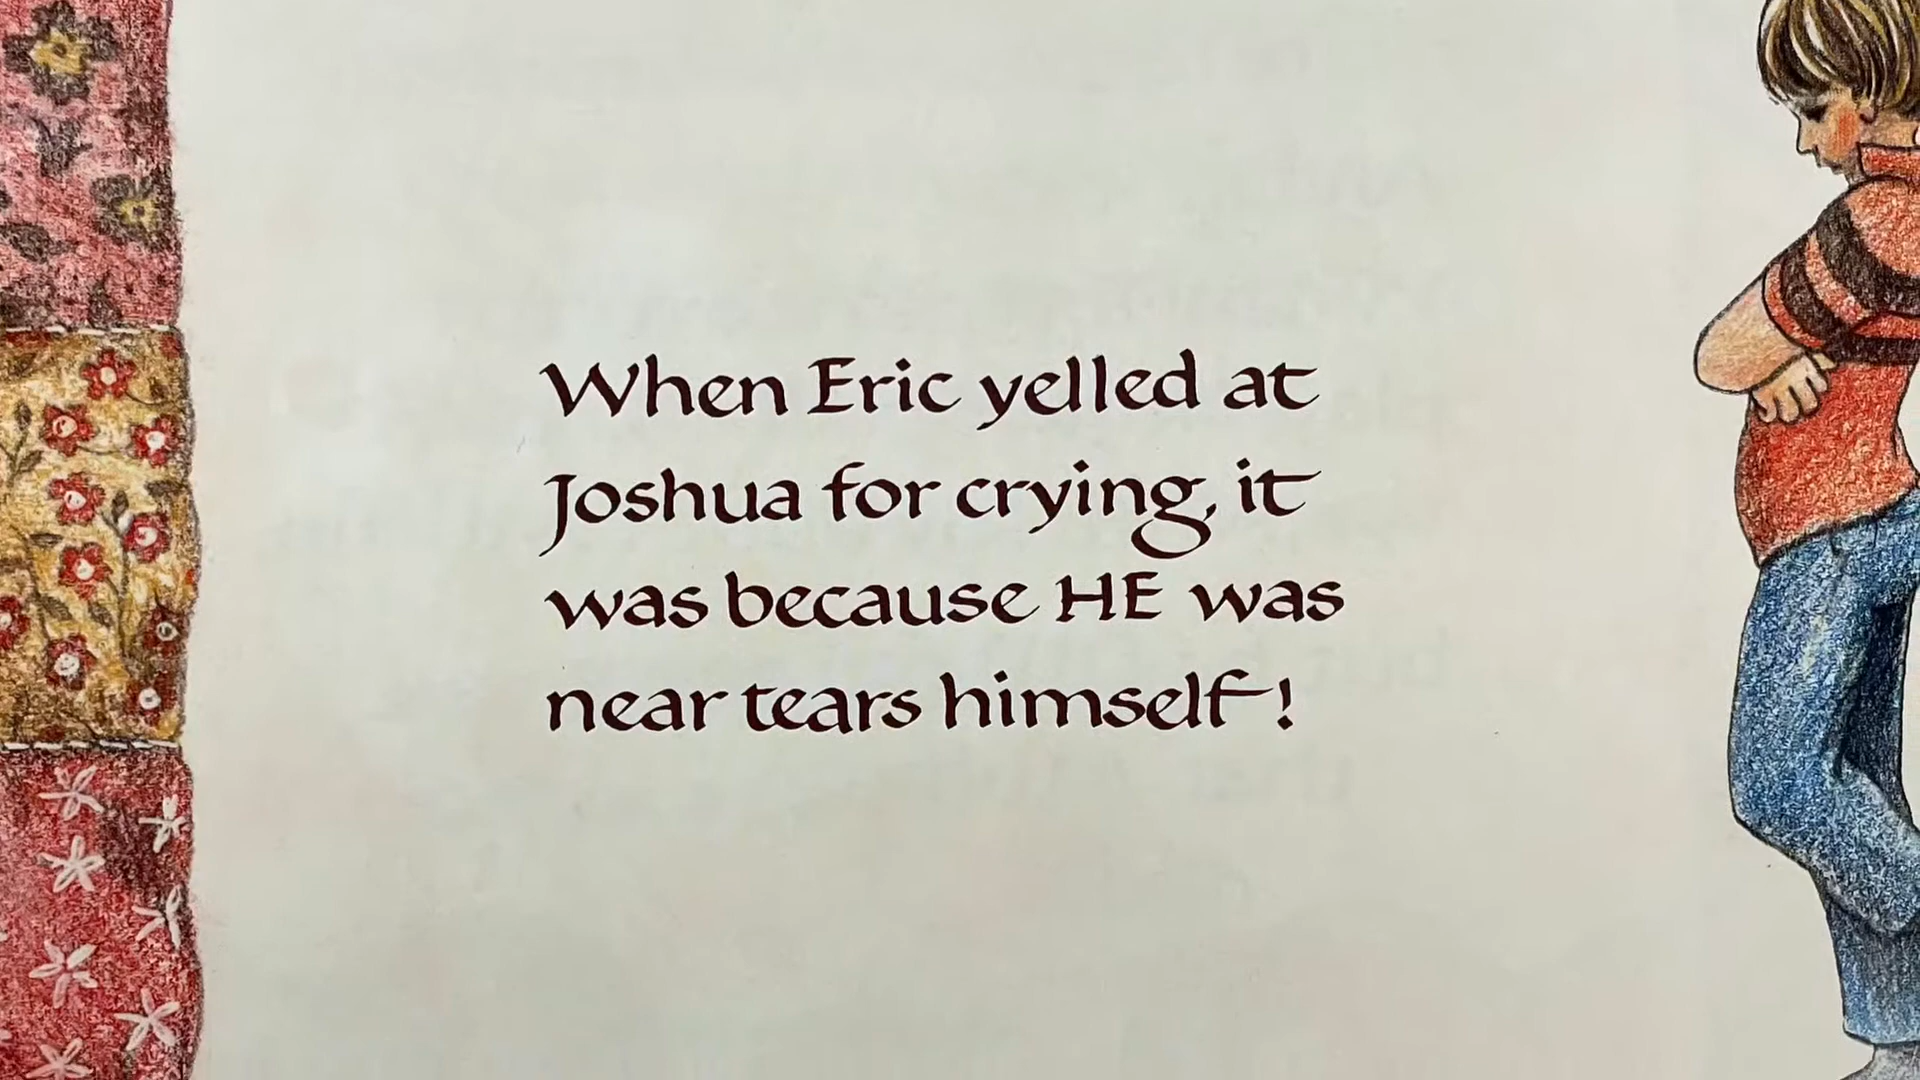 When Eric yelled at
Joshua for crying, it
was because HE was
near tears himself!